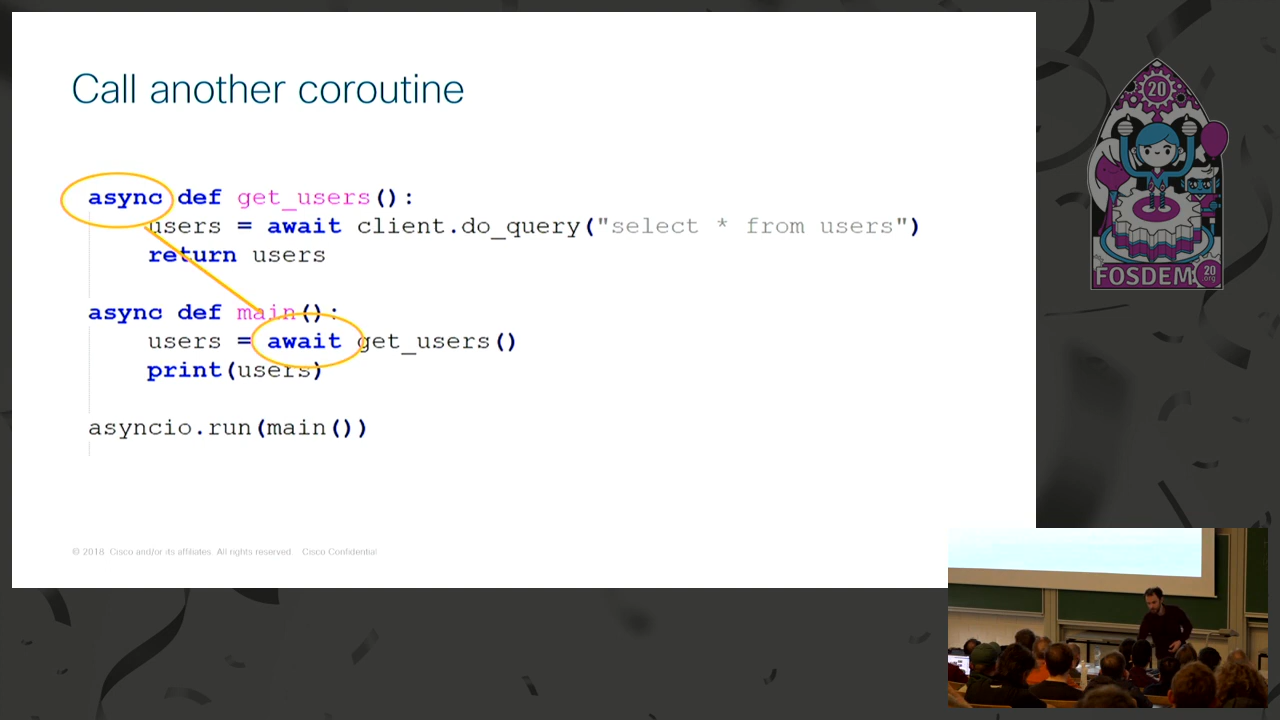 Call another coroutine
async def get_users():
users = await client.do_query("select * from users")
return users
async def main():
users = await get_users()
print(users)
asyncio.run(main())
© 2018 Cisco and/or its affiliates. All rights reserved. Cisco Confidential
20
FOSDEM
20
.org